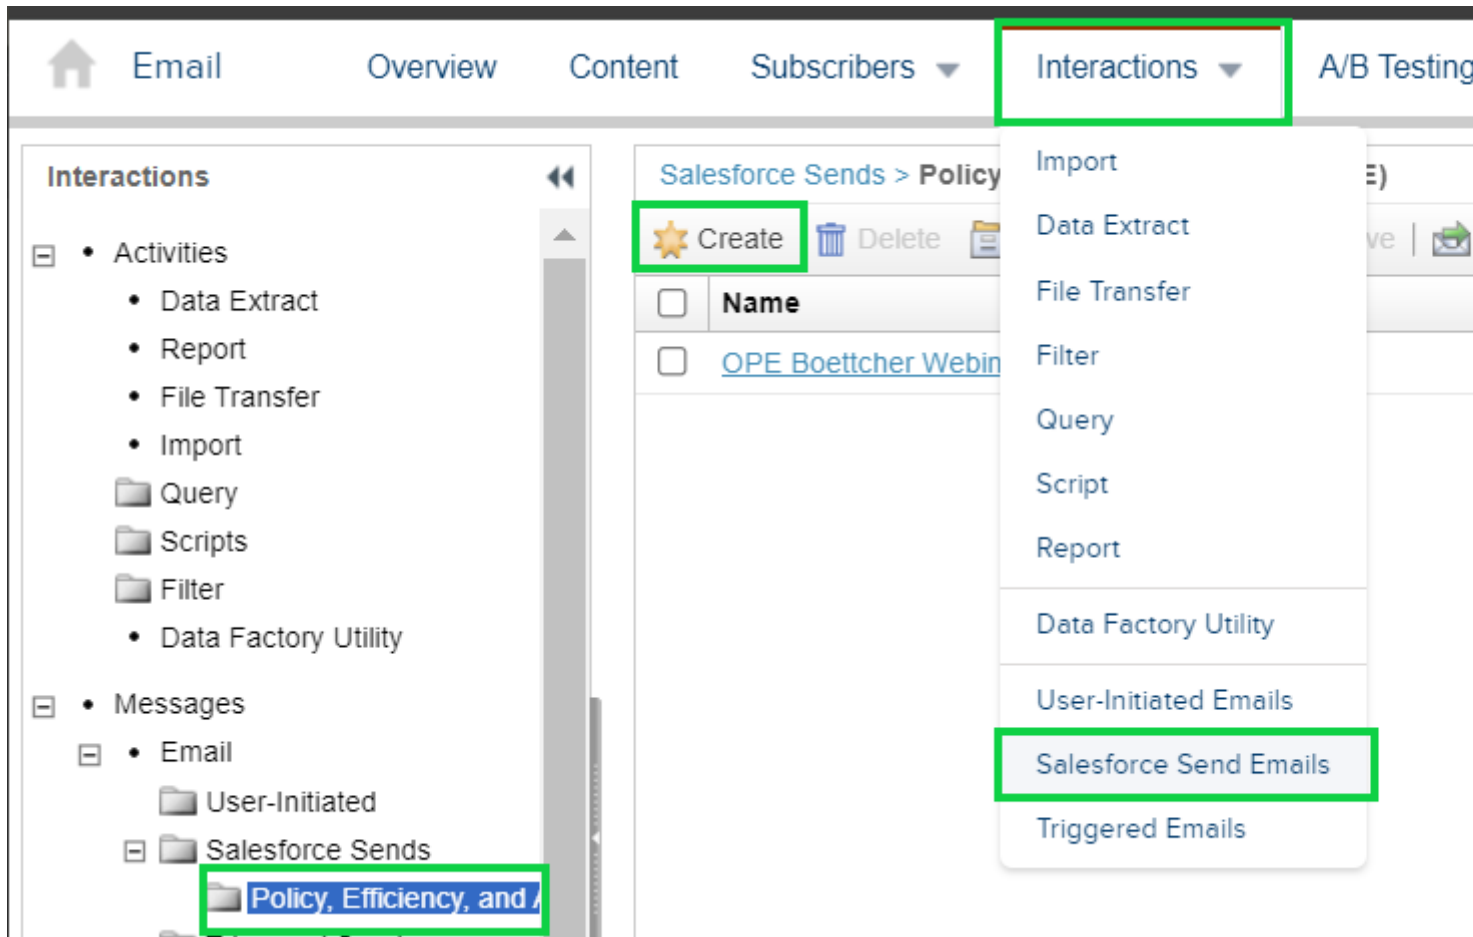 Email Overview Content Subscribers Interactions A/B Testing
Interactions
Activities
Data Extract
Report
File Transfer
Import
Query
Scripts
Filter
Data Factory Utility
Messages
Email
User-Initiated
Salesforce Sends
Policy, Efficiency, and
Salesforce Sends > Policy E)
Create Delete ve |
Name
OPE Boettcher Webin
Import
Data Extract
File Transfer
Filter
Query
Script
Report
Data Factory Utility
User-Initiated Emails
Salesforce Send Emails
Triggered Emails